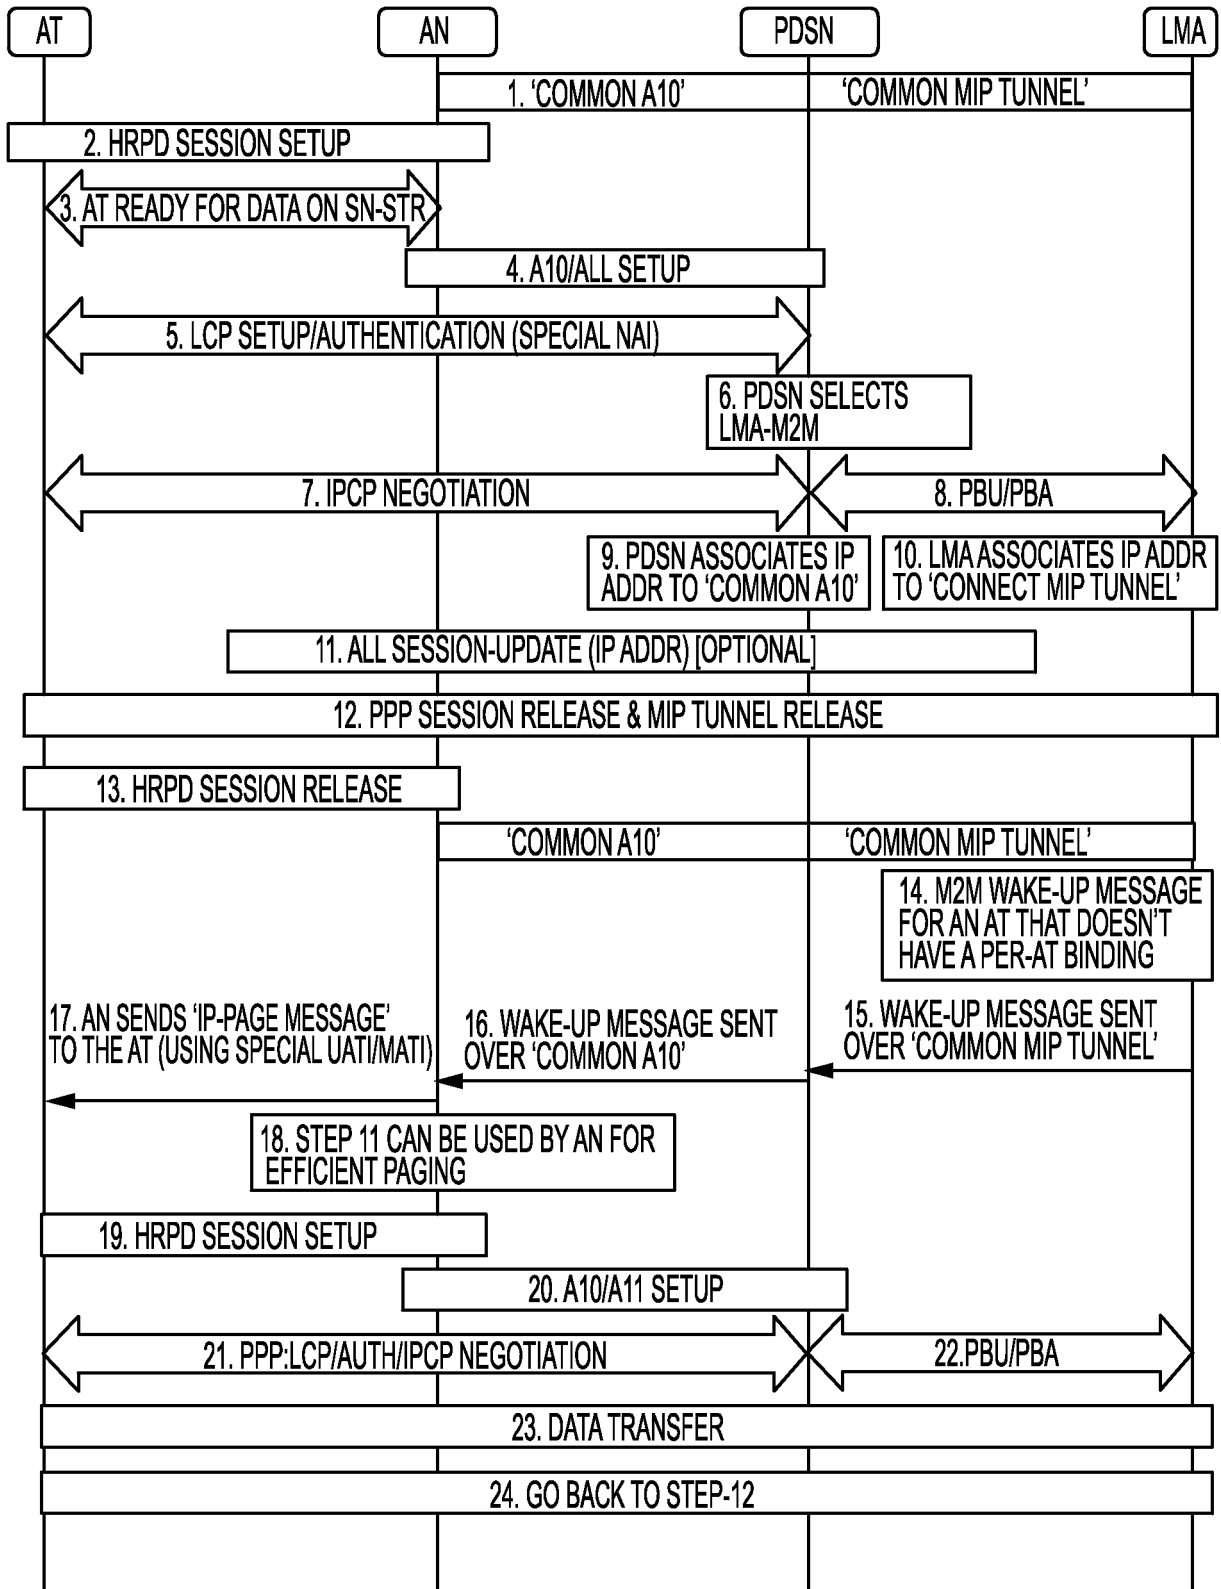 AT
AN
PDSN
LMA
1. ‘COMMON A10’
‘COMMON MIP TUNNEL’
2. HRPD SESSION SETUP
3. AT READY FOR DATA ON SN-STR
4. A10/ALL SETUP
5. LCP SETUP/AUTHENTICATION (SPECIAL NAI)
6. PDSN SELECTS
LMA-M2M
7. IPCP NEGOTIATION
8. PBU/PBA
9. PDSN ASSOCIATES IP
ADDR TO ‘COMMON A10’
10. LMA ASSOCIATES IP ADDR
TO ‘CONNECT MIP TUNNEL’
11. ALL SESSION-UPDATE (IP ADDR) [OPTIONAL]
12. PPP SESSION RELEASE & MIP TUNNEL RELEASE
13. HRPD SESSION RELEASE
‘COMMON A10’
‘COMMON MIP TUNNEL’
14. M2M WAKE-UP MESSAGE
FOR AN AT THAT DOESN’T
HAVE A PER-AT BINDING
15. WAKE-UP MESSAGE SENT
OVER ‘COMMON MIP TUNNEL’
16. WAKE-UP MESSAGE SENT
OVER ‘COMMON A10’
17. AN SENDS ‘IP-PAGE MESSAGE’
TO THE AT (USING SPECIAL UATI/MATI)
18. STEP 11 CAN BE USED BY AN FOR
EFFICIENT PAGING
19. HRPD SESSION SETUP
20. A10/A11 SETUP
21. PPP:LCP/AUTH/IPCP NEGOTIATION
22.PBU/PBA
23. DATA TRANSFER
24. GO BACK TO STEP-12